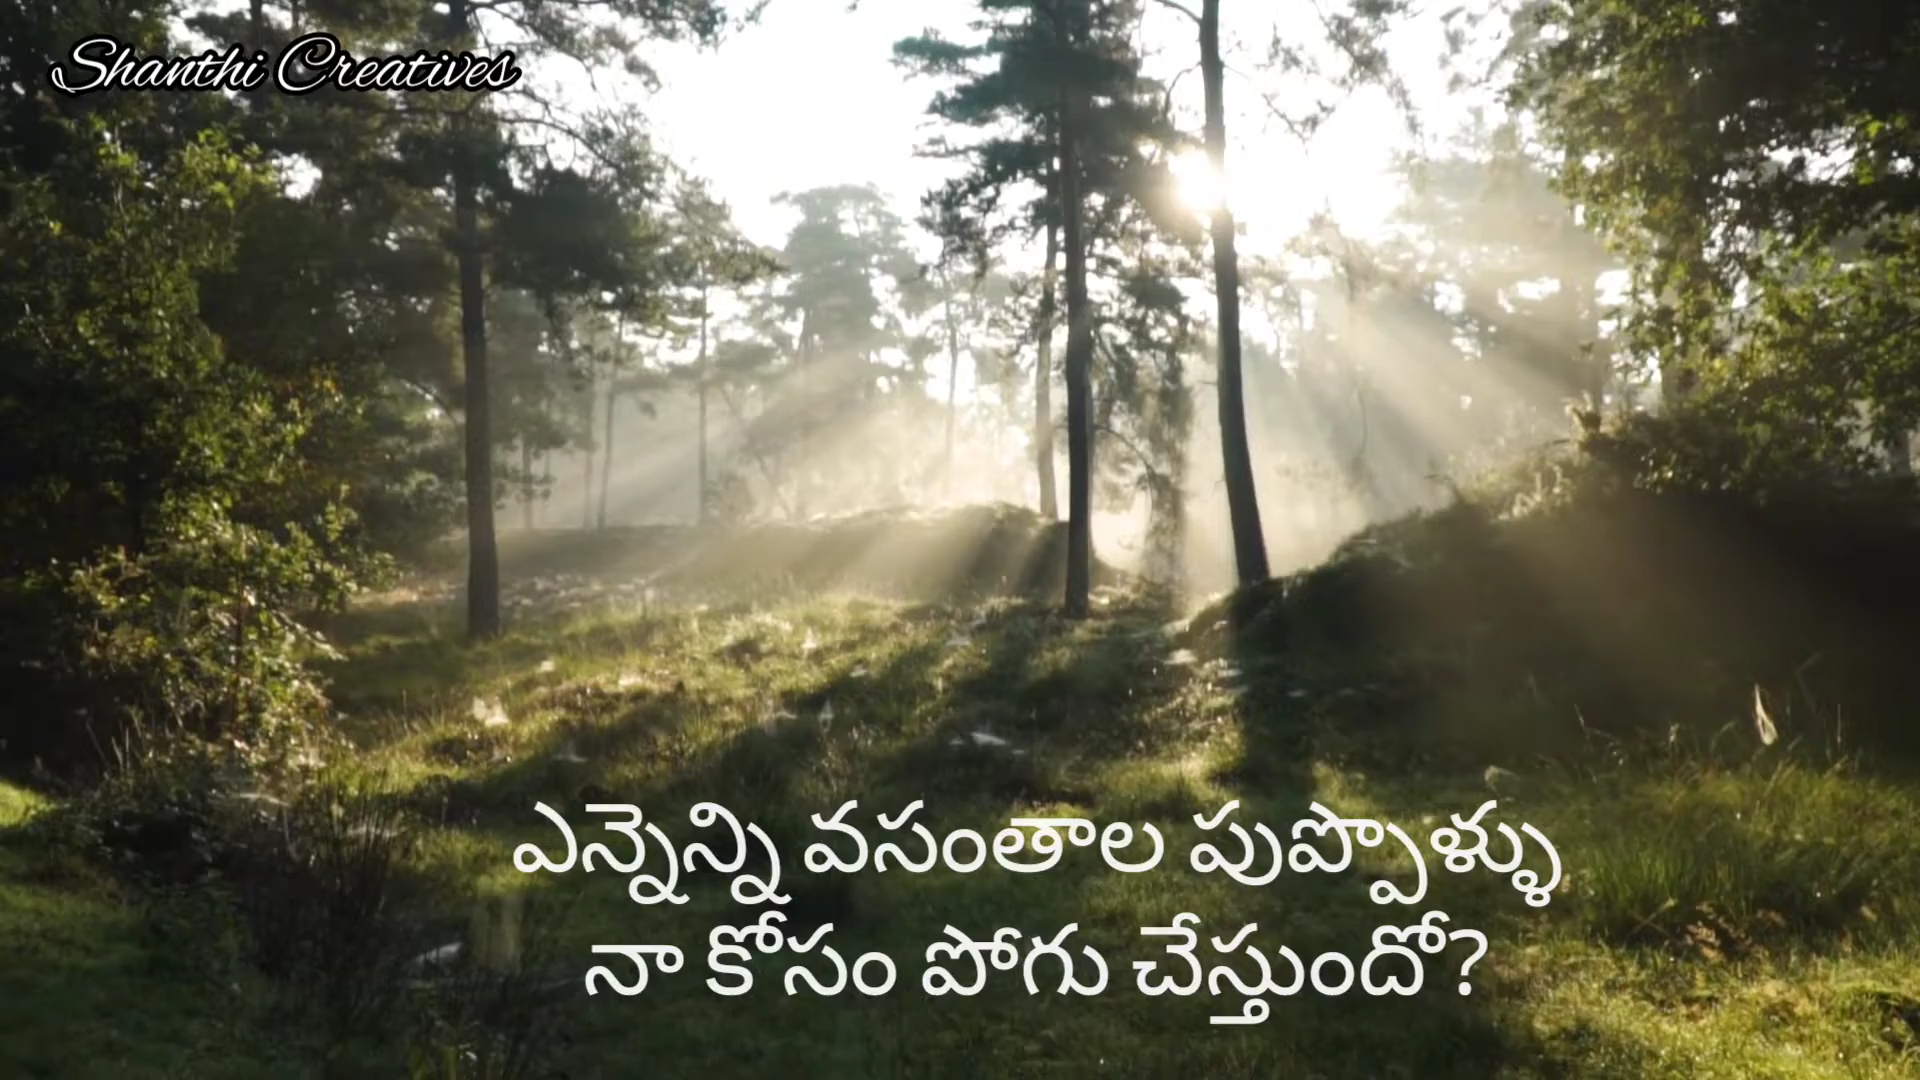 Shanthi Creatives
ఎన్నెన్ని వసంతాల పుప్పొళ్ళు
నా కోసం పోగు చేస్తుందో?